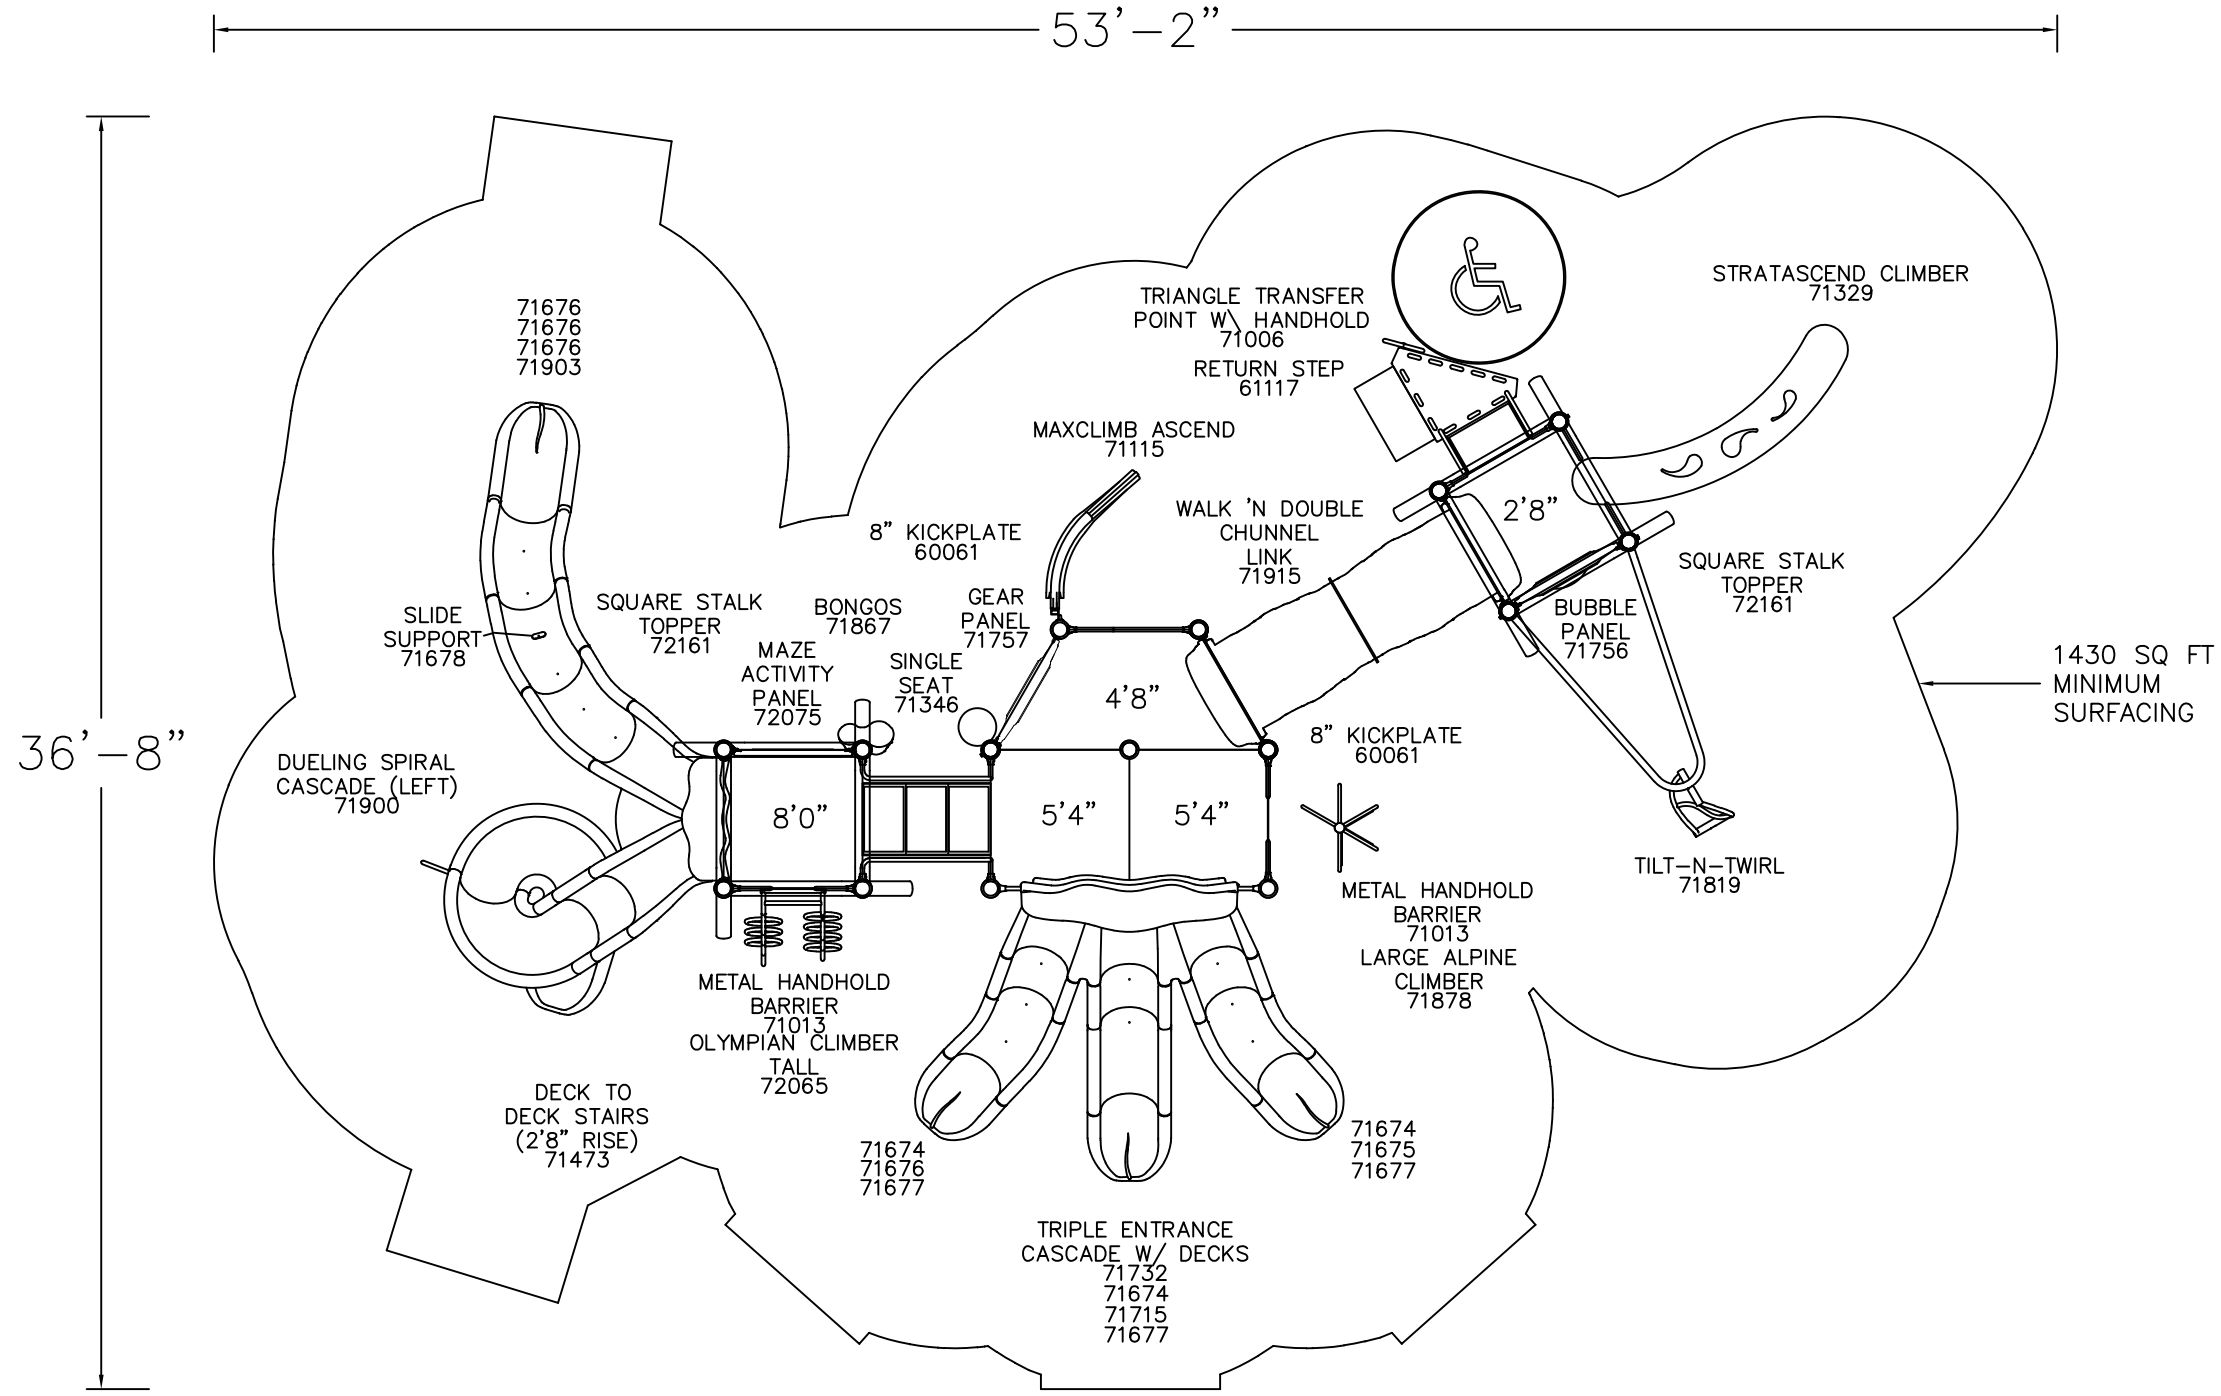 53'-2"
36'-8"
71676
71676
71676
71903
TRIANGLE TRANSFER
POINT W\ HANDHOLD
71006
RETURN STEP
61117
STRATASCEND CLIMBER
71329
MAXCLIMB ASCEND
71115
8" KICKPLATE
60061
WALK 'N DOUBLE
CHUNNEL
LINK
71915
2'8"
SQUARE STALK
TOPPER
72161
BUBBLE
PANEL
71756
SLIDE
SUPPORT
71678
SQUARE STALK
TOPPER
72161
BONGOS
71867
GEAR
PANEL
71757
MAZE
ACTIVITY
PANEL
72075
SINGLE
SEAT
71346
4'8"
1430 SQ FT
MINIMUM
SURFACING
8" KICKPLATE
60061
DUELING SPIRAL
CASCADE (LEFT)
71900
8'0"
5'4"
5'4"
TILT-N-TWIRL
71819
METAL HANDHOLD
BARRIER
71013
LARGE ALPINE
CLIMBER
71878
METAL HANDHOLD
BARRIER
71013
OLYMPIAN CLIMBER
TALL
72065
DECK TO
DECK STAIRS
(2'8" RISE)
71473
71674
71676
71677
71674
71675
71677
TRIPLE ENTRANCE
CASCADE W/ DECKS
71732
71674
71715
71677